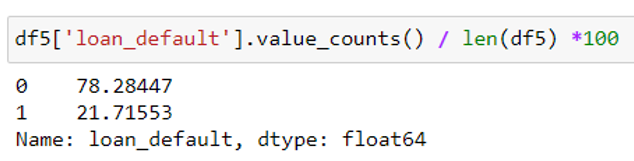 df5['loan_default'].value_counts() / len(df5) *100
0    78.28447
1    21.71553
Name: loan_default, dtype: float64